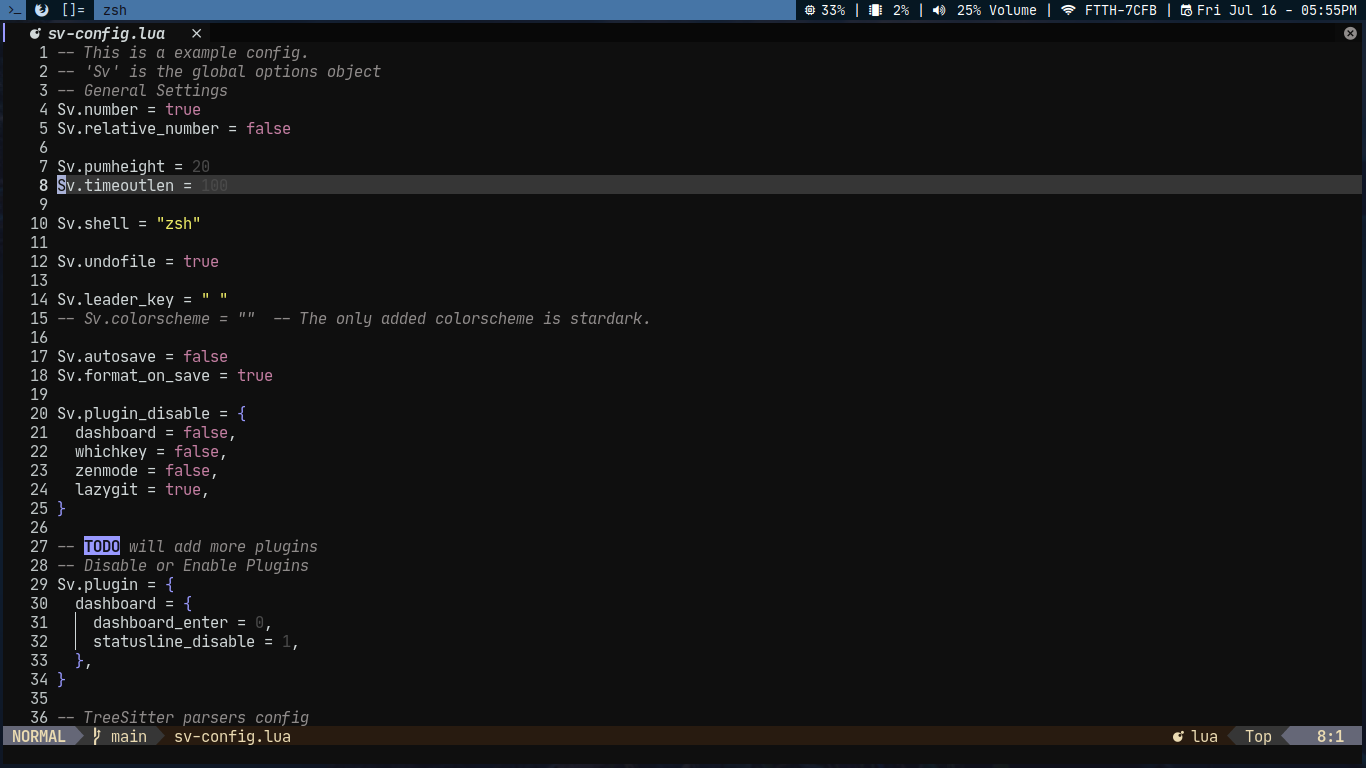 >_ []= zsh 33% | 2% | 25% Volume | FTTH-7CFB | Fri Jul 16 - 05:55PM
sv-config.lua ×
1 -- This is a example config.
2 -- 'Sv' is the global options object
3 -- General Settings
4 Sv.number = true
5 Sv.relative_number = false
6
7 Sv.pumheight = 20
8 Sv.timeoutlen = 100
9
10 Sv.shell = "zsh"
11
12 Sv.undofile = true
13
14 Sv.leader_key = " "
15 -- Sv.colorscheme = ""  -- The only added colorscheme is stardark.
16
17 Sv.autosave = false
18 Sv.format_on_save = true
19
20 Sv.plugin_disable = {
21   dashboard = false,
22   whichkey = false,
23   zenmode = false,
24   lazygit = true,
25 }
26
27 -- TODO will add more plugins
28 -- Disable or Enable Plugins
29 Sv.plugin = {
30   dashboard = {
31     dashboard_enter = 0,
32     statusline_disable = 1,
33   },
34 }
35
36 -- TreeSitter parsers config
NORMAL main sv-config.lua lua Top 8:1